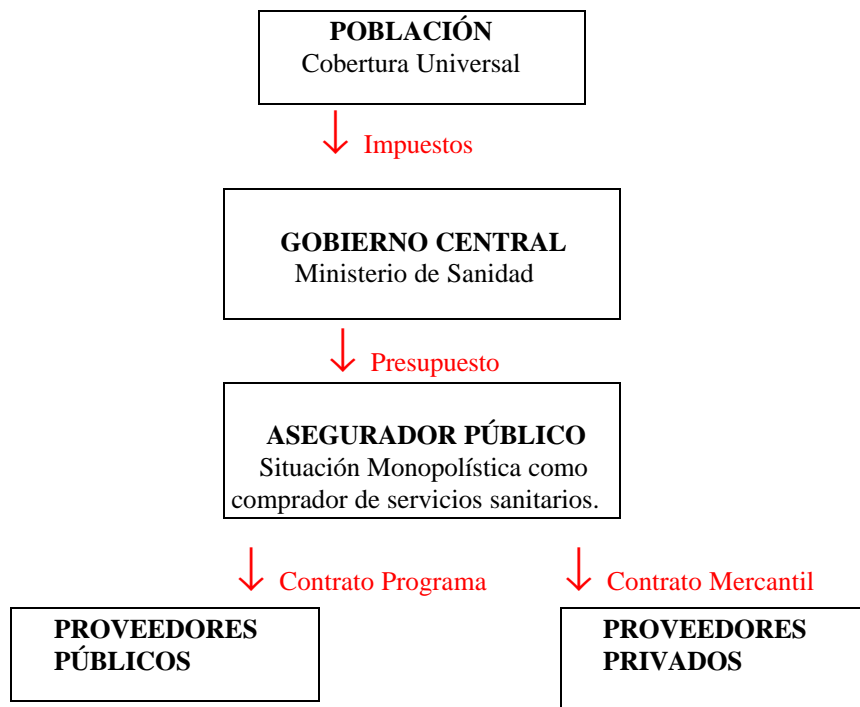 POBLACIÓN
Cobertura Universal
Impuestos
GOBIERNO CENTRAL
Ministerio de Sanidad
Presupuesto
ASEGURADOR PÚBLICO
Situación Monopolística como
comprador de servicios sanitarios.
Contrato Programa
Contrato Mercantil
PROVEEDORES
PÚBLICOS
PROVEEDORES
PRIVADOS